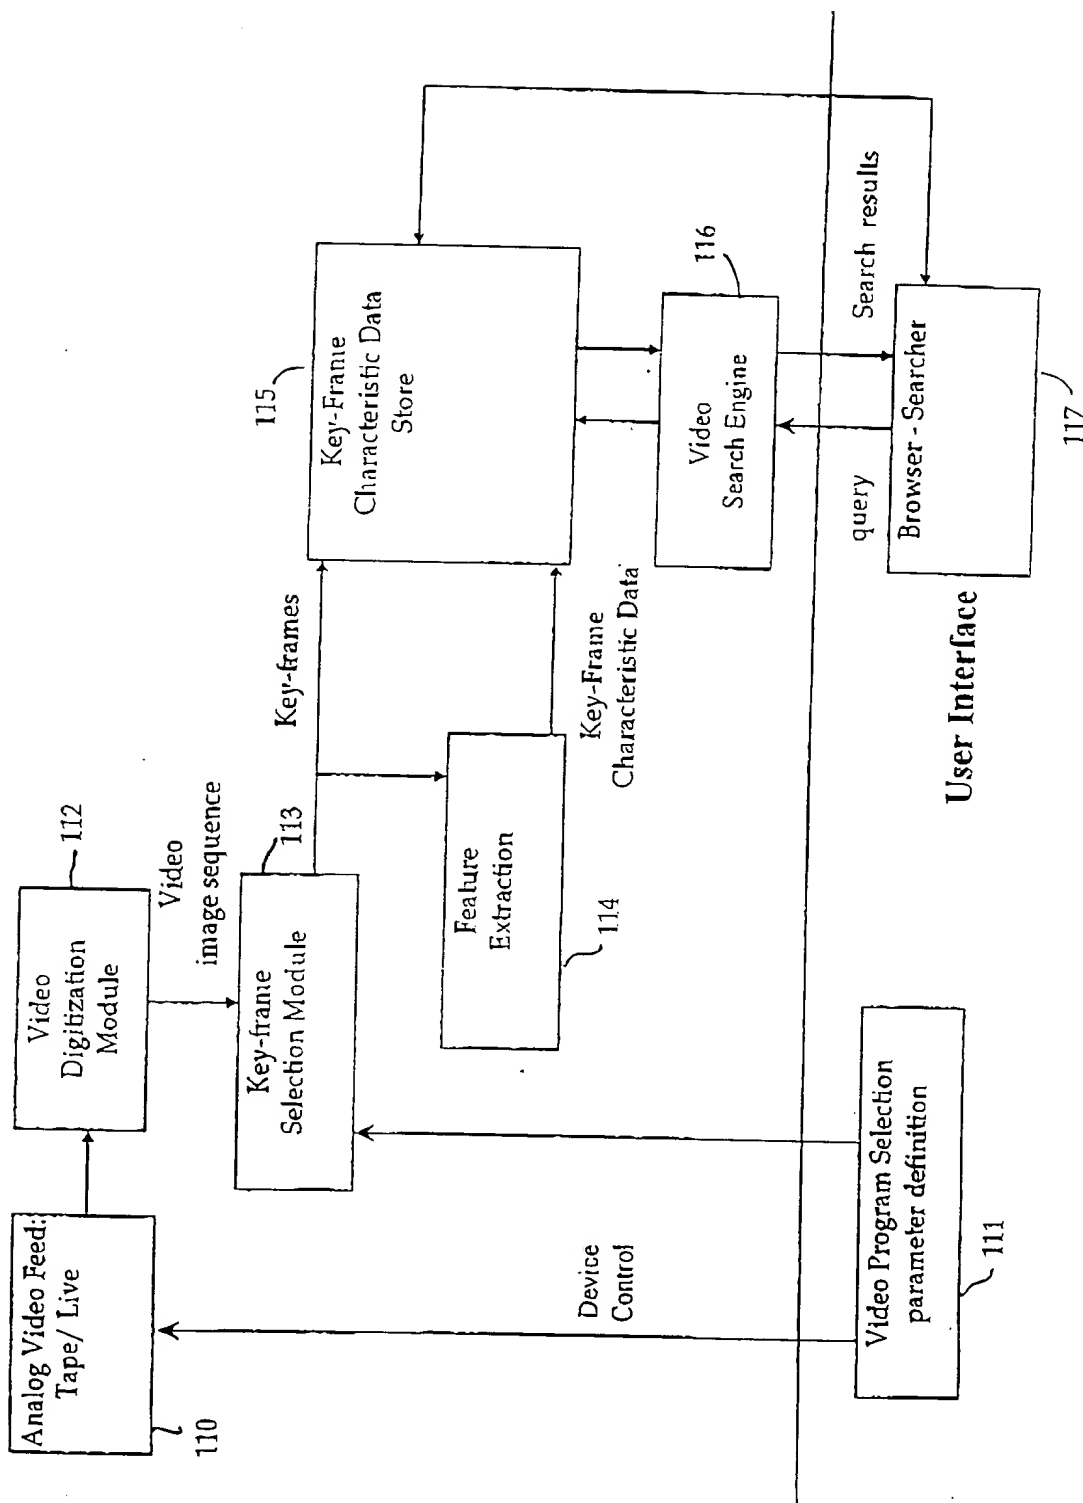 110
Analog Video Feed:
Tape/ Live
112
Video
Digitization
Module
Video
image sequence
113
Key-frame
Selection Module
Key-frames
Feature
Extraction
114
Key-Frame
Characteristic Data
115
Key-Frame
Characteristic Data
Store
116
Video
Search Engine
Device
Control
query
Search results
Video Program Selection
parameter definition
111
Browser - Searcher
117
User Interface